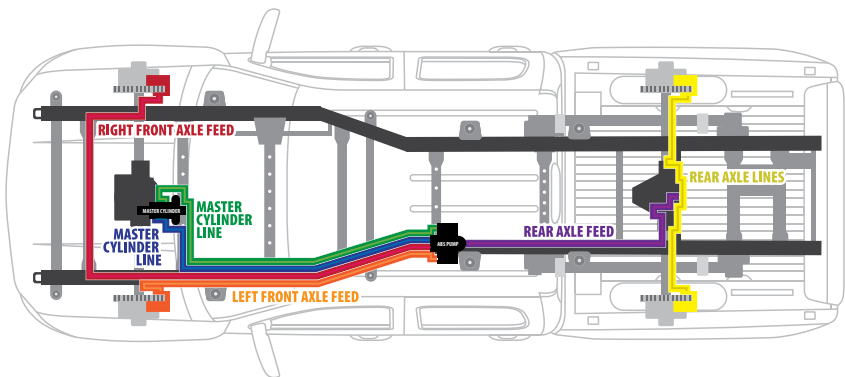 RIGHT FRONT AXLE FEED
REAR AXLE LINES
MASTER CYLINDER
MASTER
CYLINDER
LINE
MASTER
CYLINDER
LINE
REAR AXLE FEED
ABS PUMP
LEFT FRONT AXLE FEED